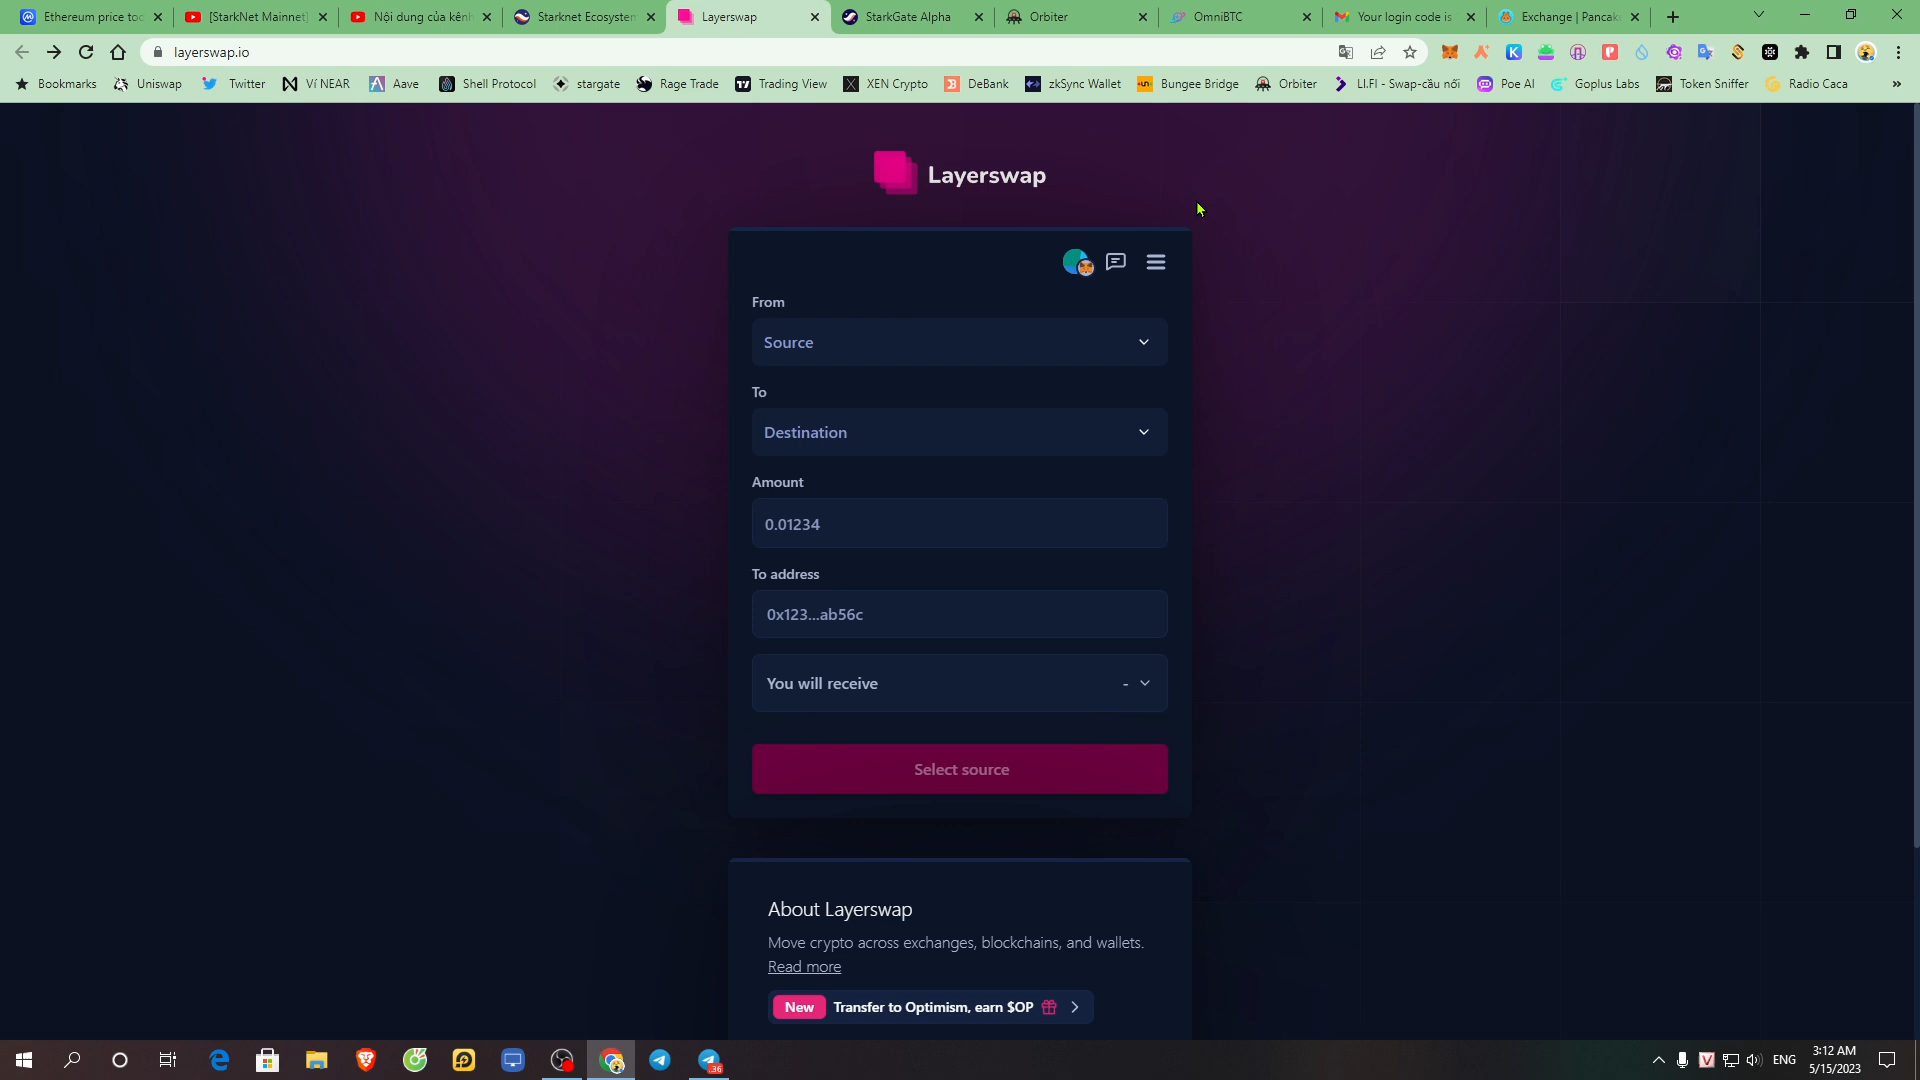 Ethereum price too
[StarkNet Mainnet]
Nội dung của kênh
Starknet Ecosystem
Layerswap
StarkGate Alpha
Orbiter
OmniBTC
Your login code is
Exchange | Pancak
layerswap.io
Bookmarks
Uniswap
Twitter
Ví NEAR
Aave
Shell Protocol
stargate
Rage Trade
Trading View
XEN Crypto
DeBank
zkSync Wallet
Bungee Bridge
Orbiter
LI.FI - Swap-cầu nối
Poe AI
Goplus Labs
Token Sniffer
Radio Caca
»
Layerswap
From
Source
To
Destination
Amount
0.01234
To address
0x123...ab56c
You will receive
-
Select source
About Layerswap
Move crypto across exchanges, blockchains, and wallets.
Read more
New
Transfer to Optimism, earn $OP
36
ENG
3:12 AM
5/15/2023